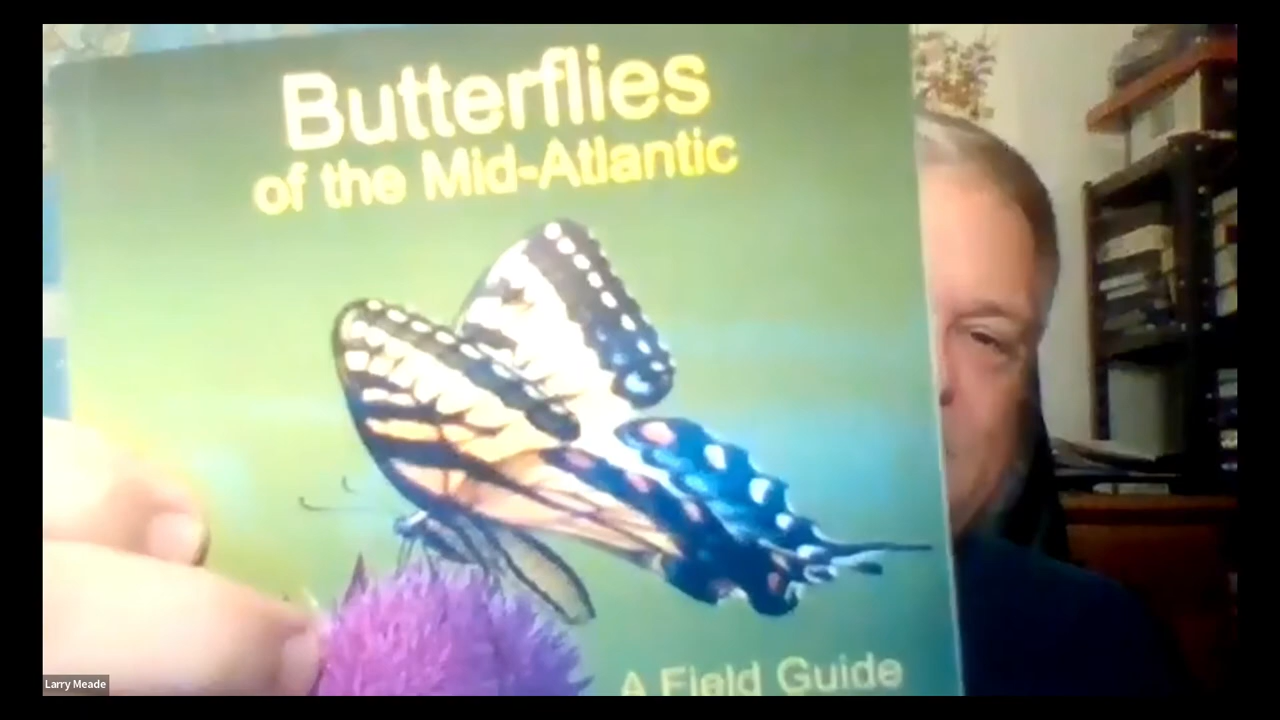 Butterflies
of the Mid-Atlantic
A Field Guide
Larry Meade